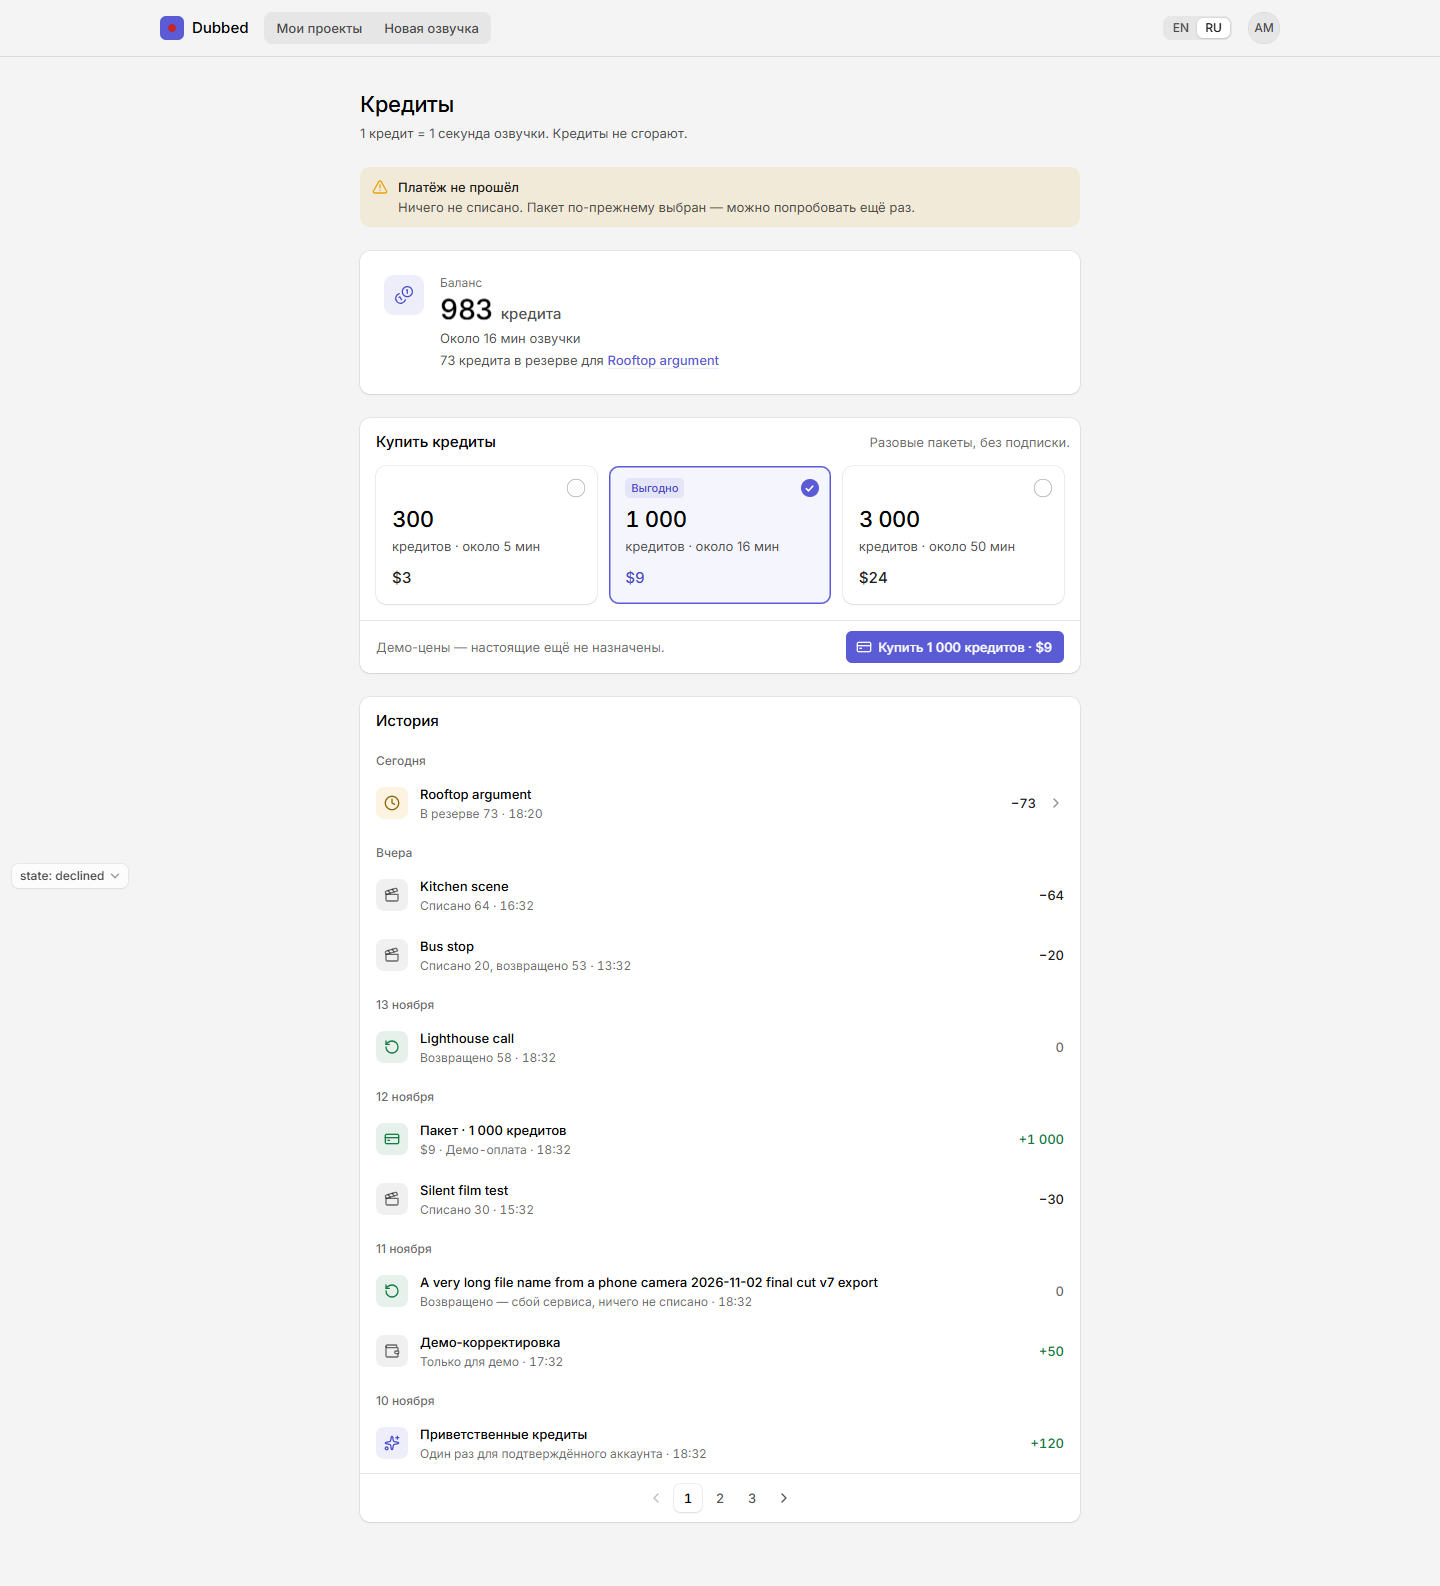 Dubbed
Мои проекты
Новая озвучка
EN
RU
AM
Кредиты
1 кредит = 1 секунда озвучки. Кредиты не сгорают.
Платёж не прошёл
Ничего не списано. Пакет по-прежнему выбран — можно попробовать ещё раз.
Баланс
983 кредита
Около 16 мин озвучки
73 кредита в резерве для Rooftop argument
Купить кредиты
Разовые пакеты, без подписки.
300
кредитов · около 5 мин
$3
Выгодно
1 000
кредитов · около 16 мин
$9
3 000
кредитов · около 50 мин
$24
Демо-цены — настоящие ещё не назначены.
Купить 1 000 кредитов · $9
История
Сегодня
Rooftop argument
−73
В резерве 73 · 18:20
Вчера
Kitchen scene
−64
Списано 64 · 16:32
Bus stop
−20
Списано 20, возвращено 53 · 13:32
13 ноября
Lighthouse call
0
Возвращено 58 · 18:32
12 ноября
Пакет · 1 000 кредитов
+1 000
$9 · Демо-оплата · 18:32
Silent film test
−30
Списано 30 · 15:32
11 ноября
A very long file name from a phone camera 2026-11-02 final cut v7 export
0
Возвращено — сбой сервиса, ничего не списано · 18:32
Демо-корректировка
+50
Только для демо · 17:32
10 ноября
Приветственные кредиты
+120
Один раз для подтверждённого аккаунта · 18:32
1 2 3
state: declined